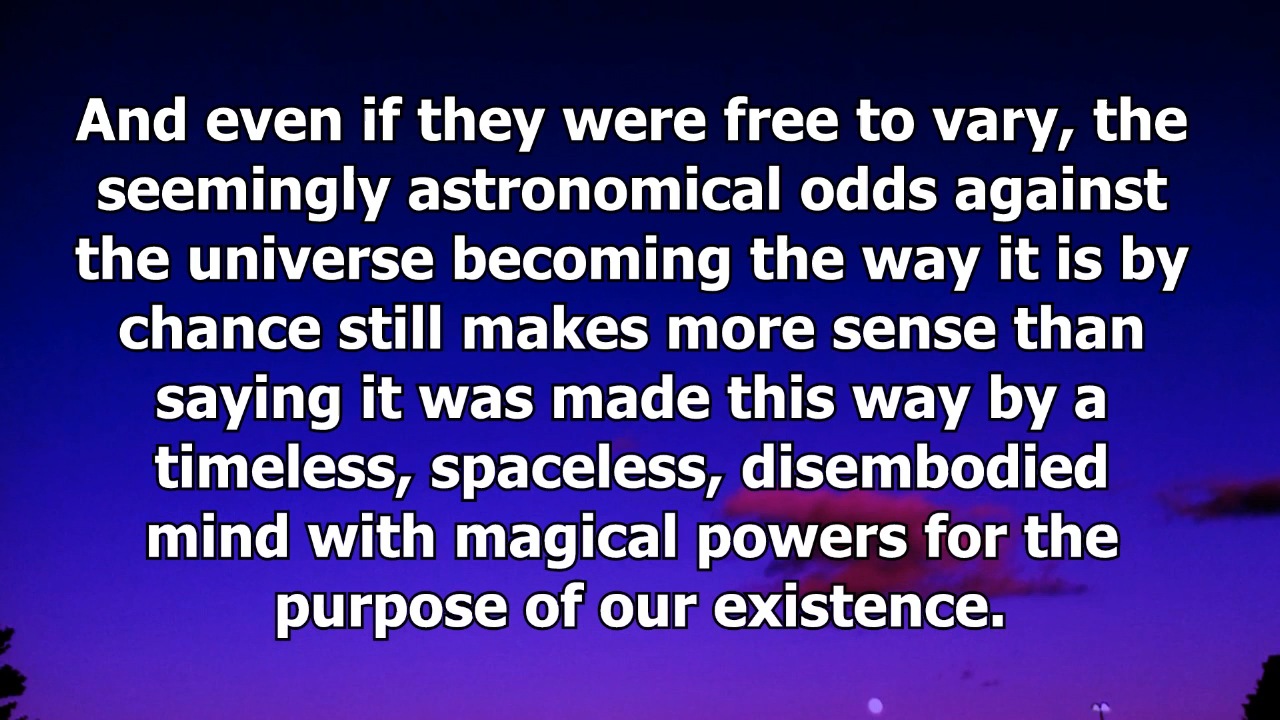 And even if they were free to vary, the
seemingly astronomical odds against
the universe becoming the way it is by
chance still makes more sense than
saying it was made this way by a
timeless, spaceless, disembodied
mind with magical powers for the
purpose of our existence.